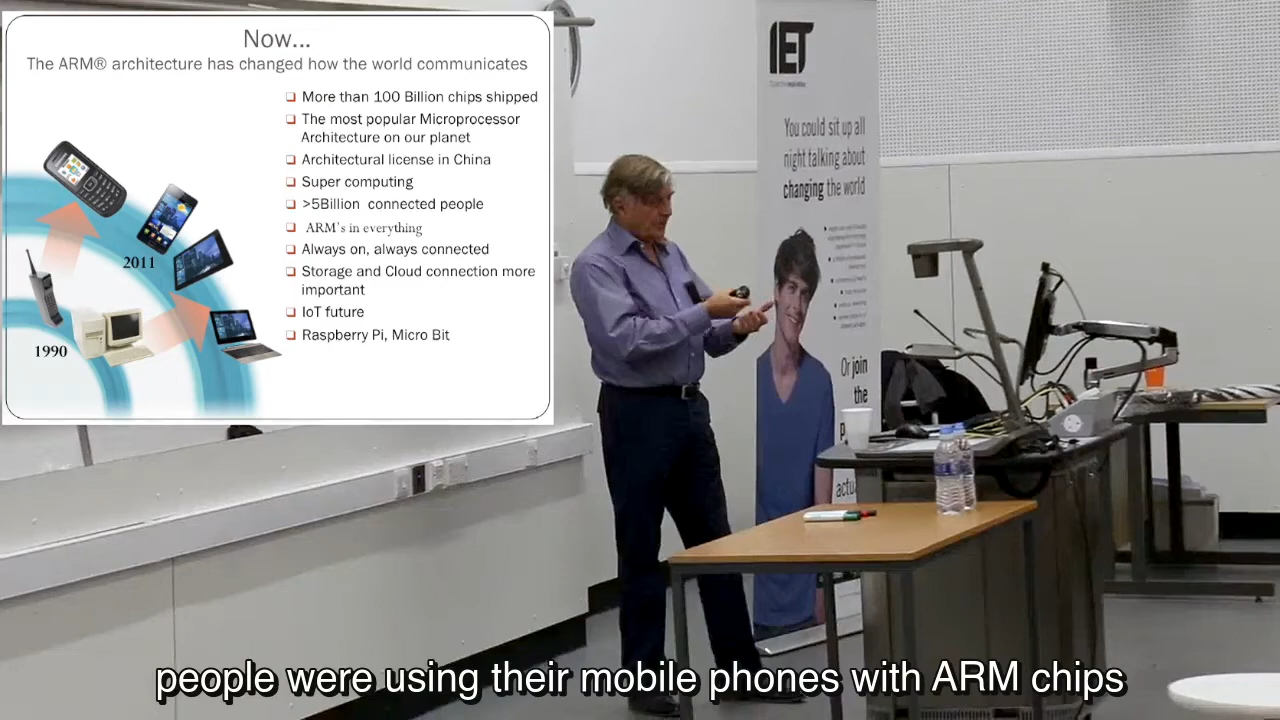 Now...
The ARM® architecture has changed how the world communicates
❑ More than 100 Billion chips shipped
❑ The most popular Microprocessor
Architecture on our planet
❑ Architectural license in China
❑ Super computing
❑ >5Billion connected people
❑ ARM's in everything
❑ Always on, always connected
❑ Storage and Cloud connection more
important
❑ IoT future
❑ Raspberry Pi, Micro Bit
2011
1990
IET
You could sit up all
night talking about
changing the world
Or join
the
actu
people were using their mobile phones with ARM chips